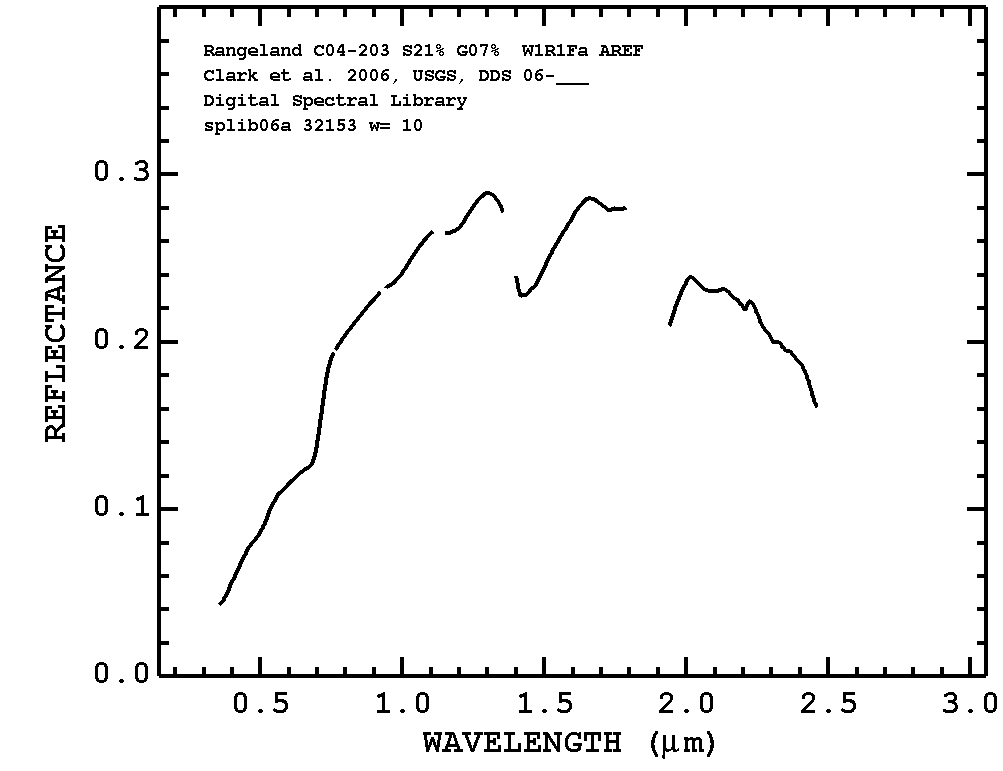 Rangeland C04-203 S21% G07%  W1R1Fa AREF
Clark et al. 2006, USGS, DDS 06-___
Digital Spectral Library
splib06a 32153 w= 10
0.3
0.2
0.1
0.0
REFLECTANCE
0.5 1.0 1.5 2.0 2.5 3.0
WAVELENGTH (μm)